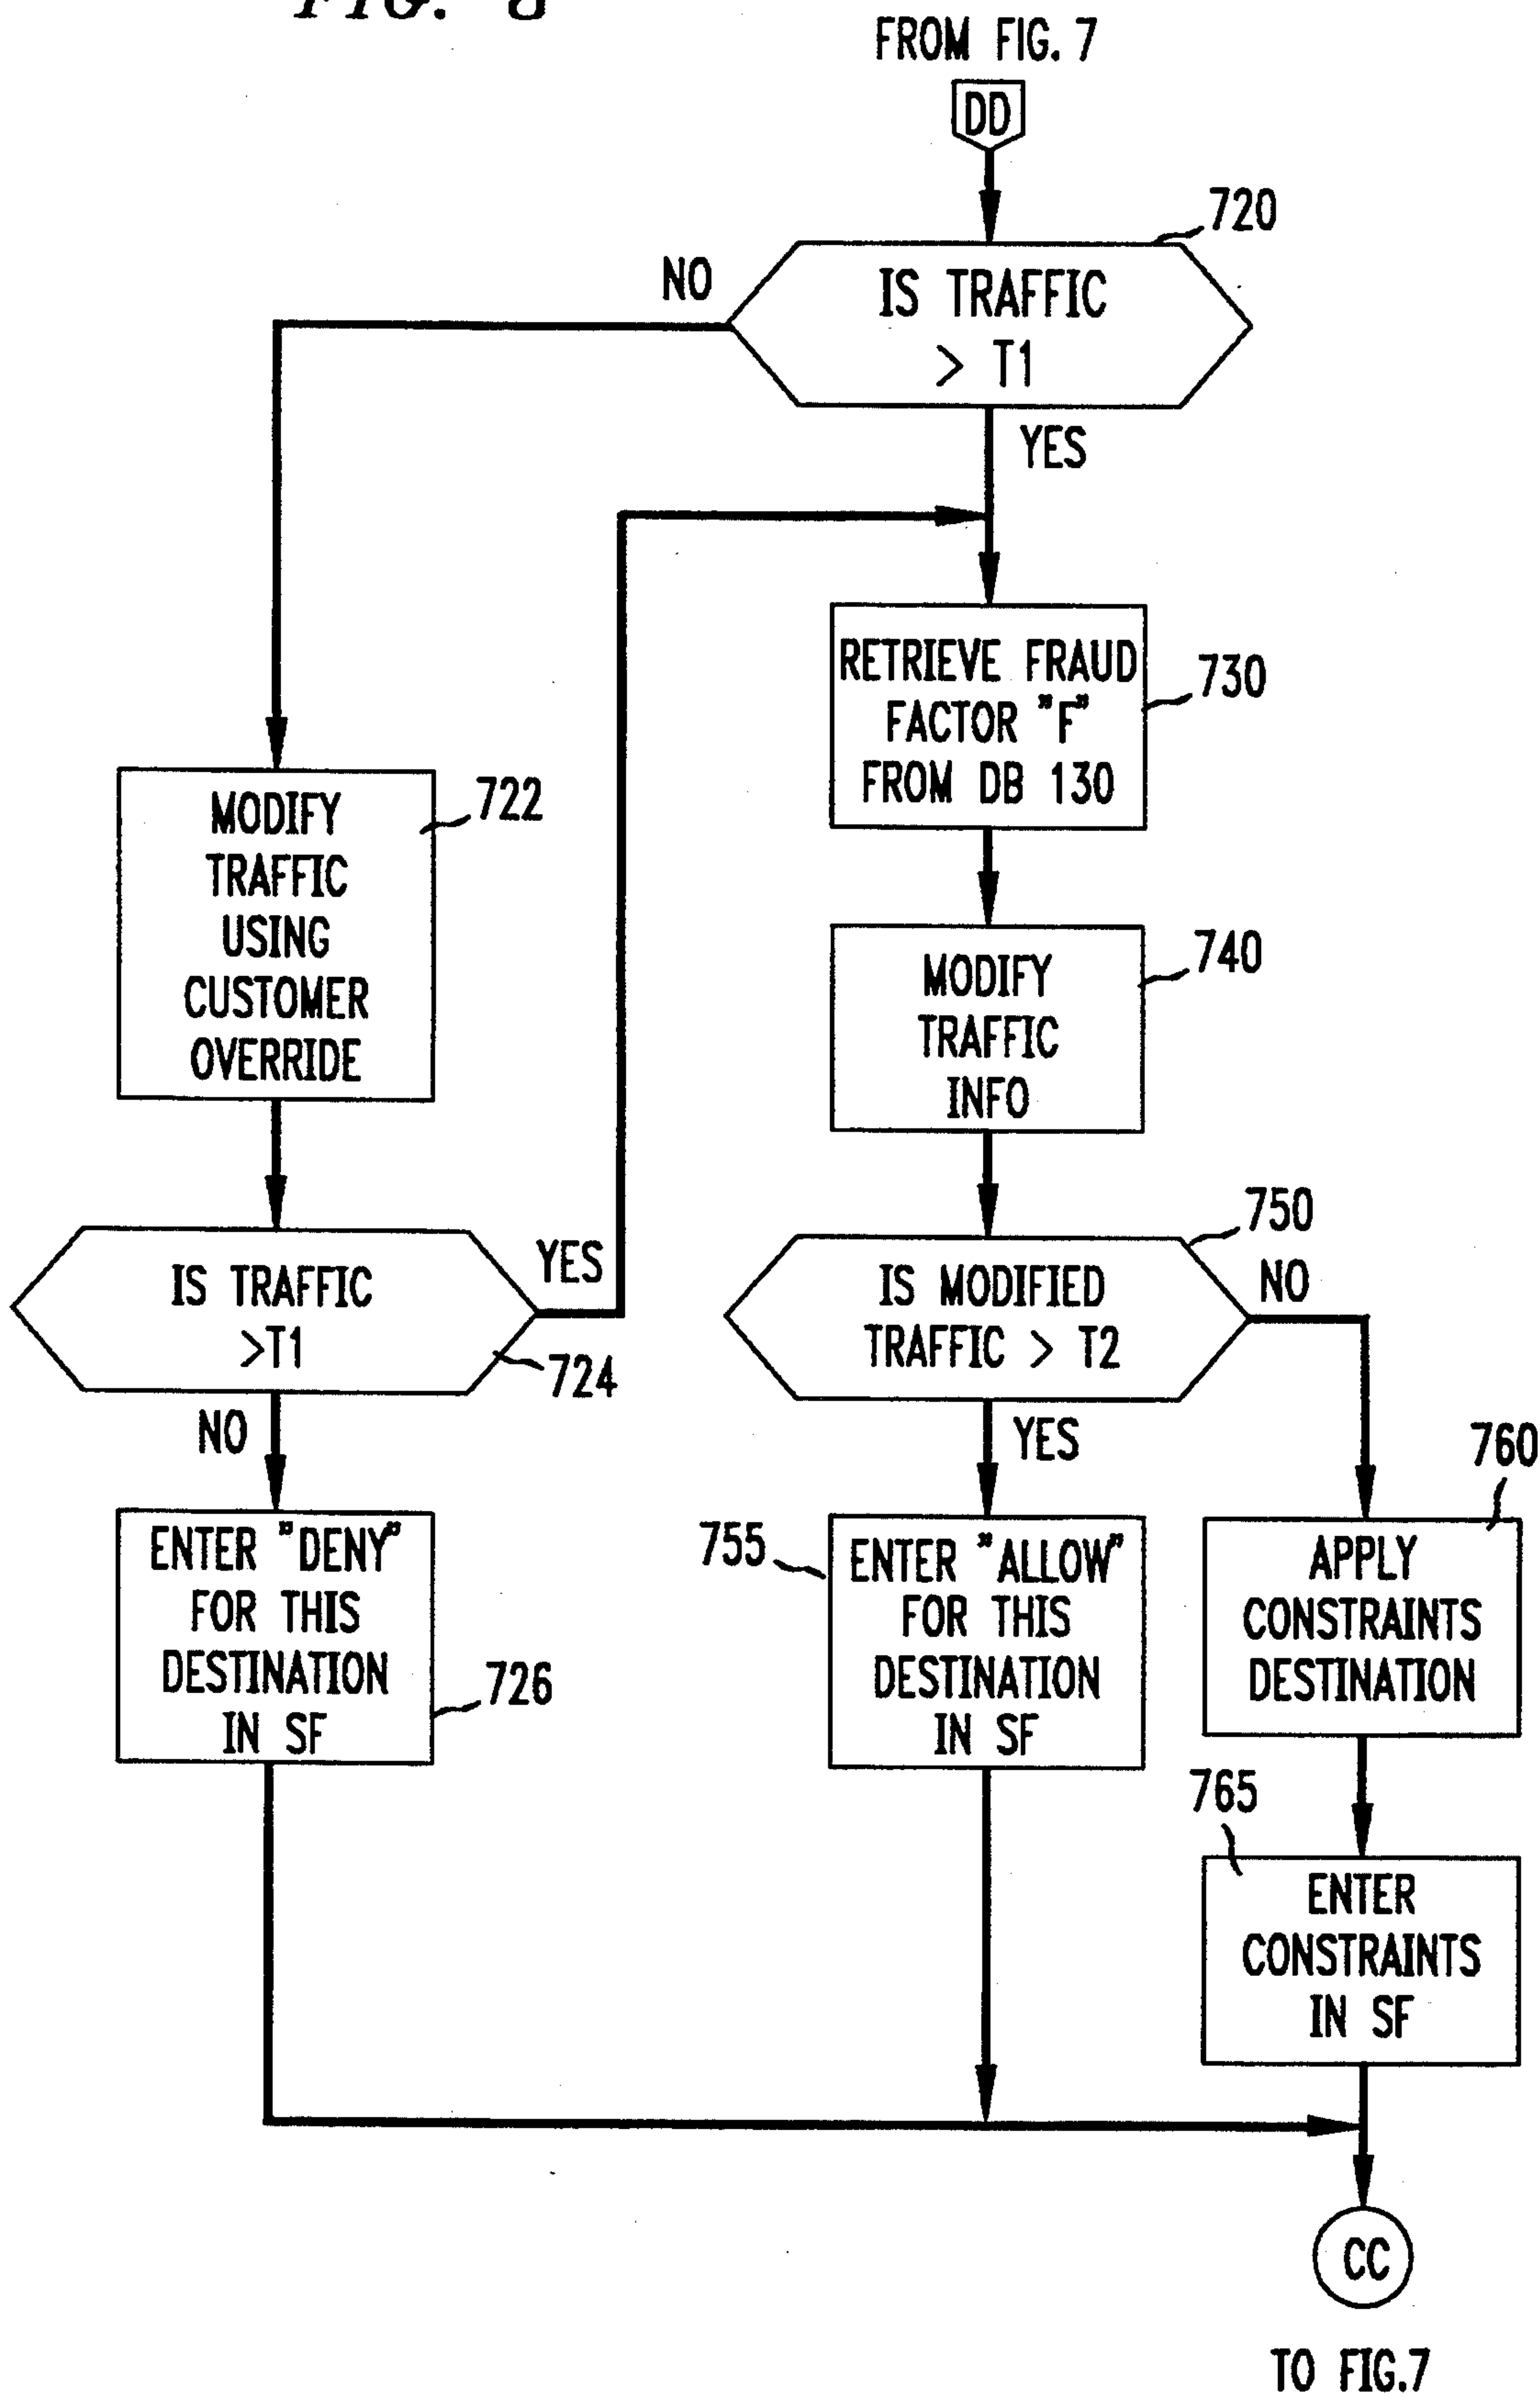 FIG. 8
FROM FIG. 7
DD
720
NO
IS TRAFFIC
> T1
YES
RETRIEVE FRAUD
FACTOR "F"
FROM DB 130
730
MODIFY
TRAFFIC
USING
CUSTOMER
OVERRIDE
722
MODIFY
TRAFFIC
INFO
740
IS TRAFFIC
>T1
YES
724
NO
750
IS MODIFIED
TRAFFIC > T2
NO
YES
760
ENTER "DENY"
FOR THIS
DESTINATION
IN SF
726
755
ENTER "ALLOW"
FOR THIS
DESTINATION
IN SF
APPLY
CONSTRAINTS
DESTINATION
765
ENTER
CONSTRAINTS
IN SF
CC
TO FIG.7